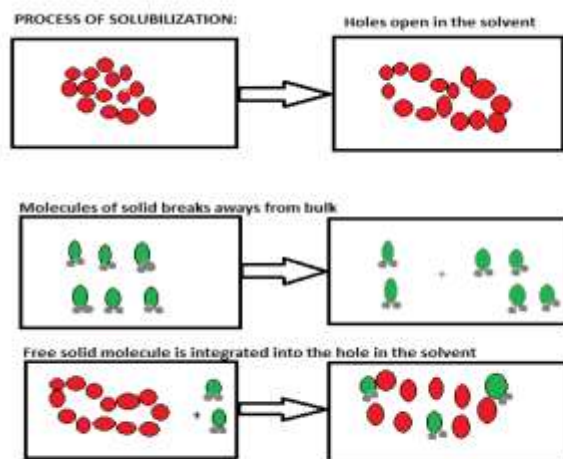 PROCESS OF SOLUBILIZATION:
Holes open in the solvent
Molecules of solid breaks aways from bulk
+
Free solid molecule is integrated into the hole in the solvent
+